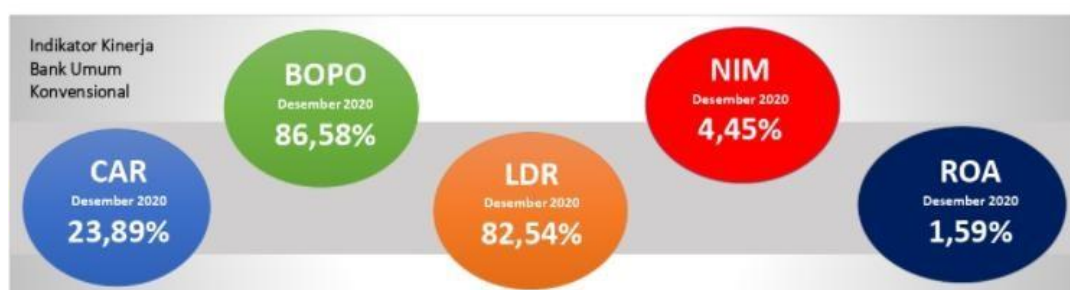 Indikator Kinerja
Bank Umum
Konvensional
CAR
Desember 2020
23,89%
BOPO
Desember 2020
86,58%
LDR
Desember 2020
82,54%
NIM
Desember 2020
4,45%
ROA
Desember 2020
1,59%